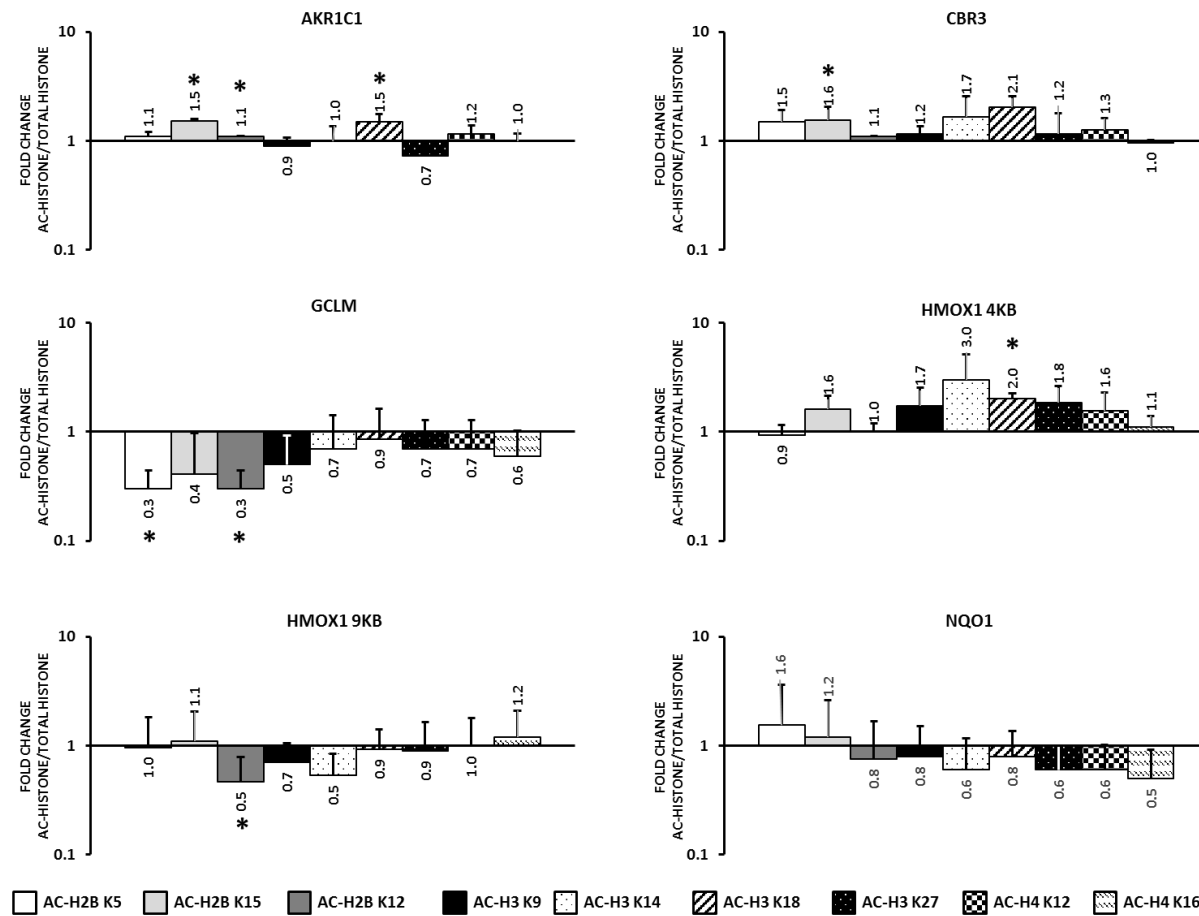 AKR1C1
FOLD CHANGE
AC-HISTONE/TOTAL HISTONE
10
1
0.1
1.1
1.5
*
1.1
*
0.9
1.0
1.5
*
0.7
1.2
1.0
CBR3
FOLD CHANGE
AC-HISTONE/TOTAL HISTONE
10
1
0.1
1.5
1.6
*
1.1
1.2
1.7
2.1
1.2
1.3
1.0
GCLM
FOLD CHANGE
AC-HISTONE/TOTAL HISTONE
10
1
0.1
0.3
*
0.4
0.3
*
0.5
0.7
0.9
0.7
0.7
0.6
HMOX1 4KB
FOLD CHANGE
AC-HISTONE/TOTAL HISTONE
10
1
0.1
0.9
1.6
1.0
1.7
3.0
2.0
*
1.8
1.6
1.1
HMOX1 9KB
FOLD CHANGE
AC-HISTONE/TOTAL HISTONE
10
1
0.1
1.0
1.1
0.5
*
0.7
0.5
0.9
0.9
1.0
1.2
NQO1
FOLD CHANGE
AC-HISTONE/TOTAL HISTONE
10
1
0.1
1.6
1.2
0.8
0.8
0.6
0.8
0.6
0.6
0.5
AC-H2B K5
AC-H2B K15
AC-H2B K12
AC-H3 K9
AC-H3 K14
AC-H3 K18
AC-H3 K27
AC-H4 K12
AC-H4 K16